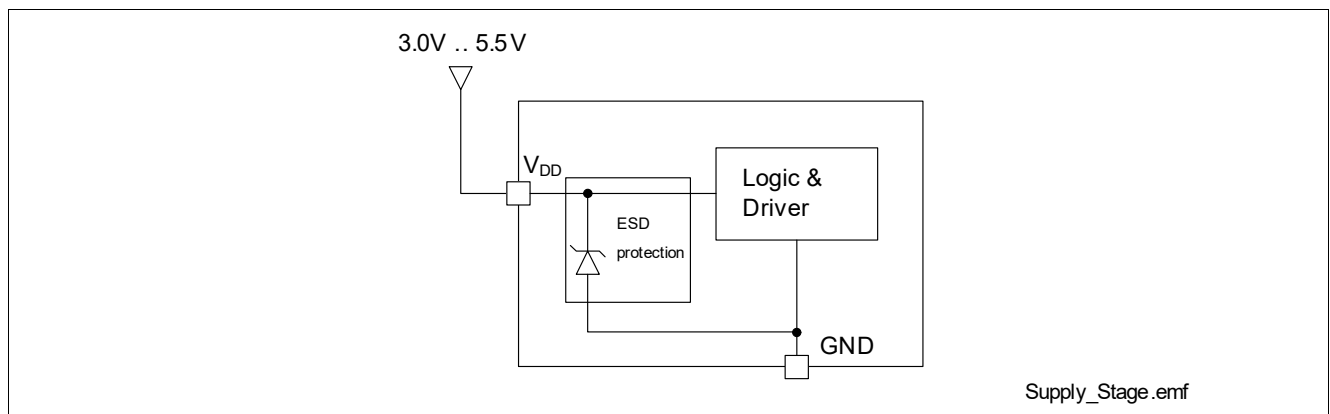 3.0V .. 5.5V
VDD
Logic &
Driver
ESD
protection
GND
Supply_Stage.emf